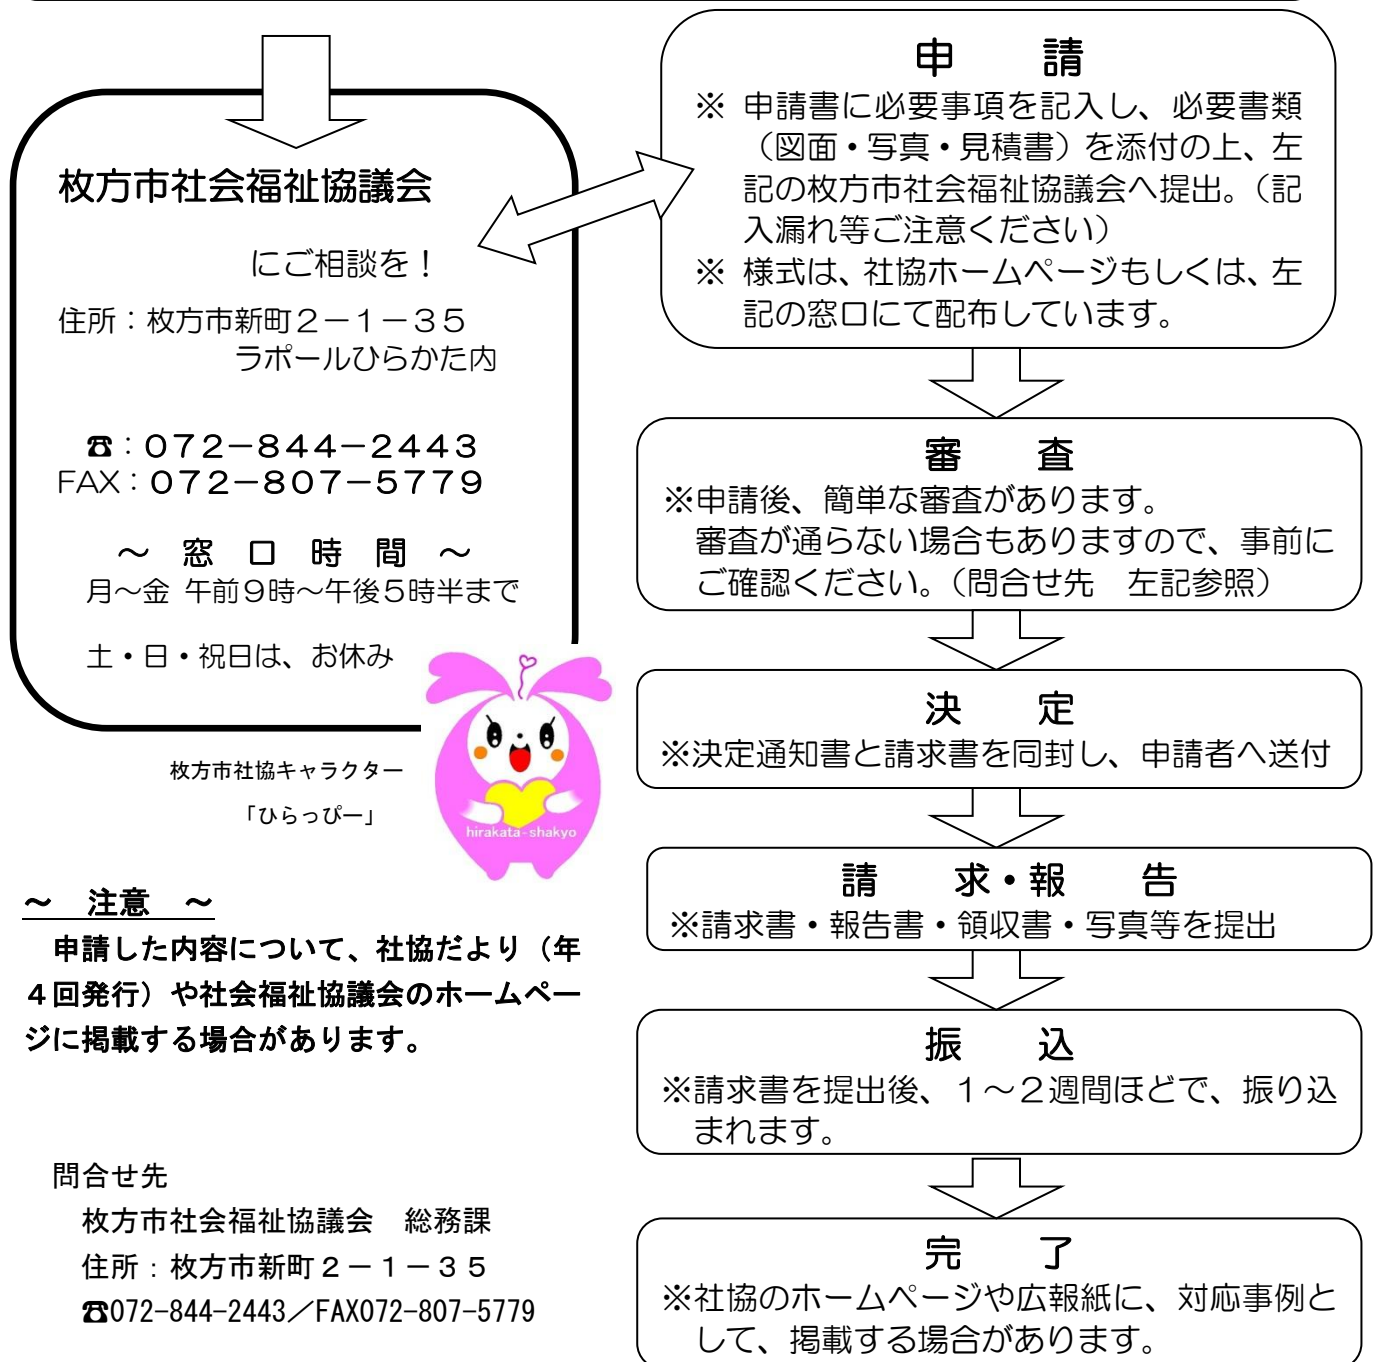 枚方市社会福祉協議会
にご相談を！
住所：枚方市新町２－１－３５
ラポールひらかた内
☎：０７２－８４４－２４４３
FAX：０７２－８０７－５７７９
～ 窓 口 時 間 ～
月～金 午前９時～午後５時半まで
土・日・祝日は、お休み
枚方市社協キャラクター
「ひらっぴー」
hirakata-shakyo
～ 注意 ～
申請した内容について、社協だより（年
４回発行）や社会福祉協議会のホームペー
ジに掲載する場合があります。
問合せ先
枚方市社会福祉協議会　総務課
住所：枚方市新町２－１－３５
☎072-844-2443／FAX072-807-5779
申　請
※ 申請書に必要事項を記入し、必要書類
（図面・写真・見積書）を添付の上、左
記の枚方市社会福祉協議会へ提出。（記
入漏れ等ご注意ください）
※ 様式は、社協ホームページもしくは、左
記の窓口にて配布しています。
審　査
※申請後、簡単な審査があります。
審査が通らない場合もありますので、事前に
ご確認ください。（問合せ先　左記参照）
決　定
※決定通知書と請求書を同封し、申請者へ送付
請　求・報　告
※請求書・報告書・領収書・写真等を提出
振　込
※請求書を提出後、１～２週間ほどで、振り込
まれます。
完　了
※社協のホームページや広報紙に、対応事例と
して、掲載する場合があります。